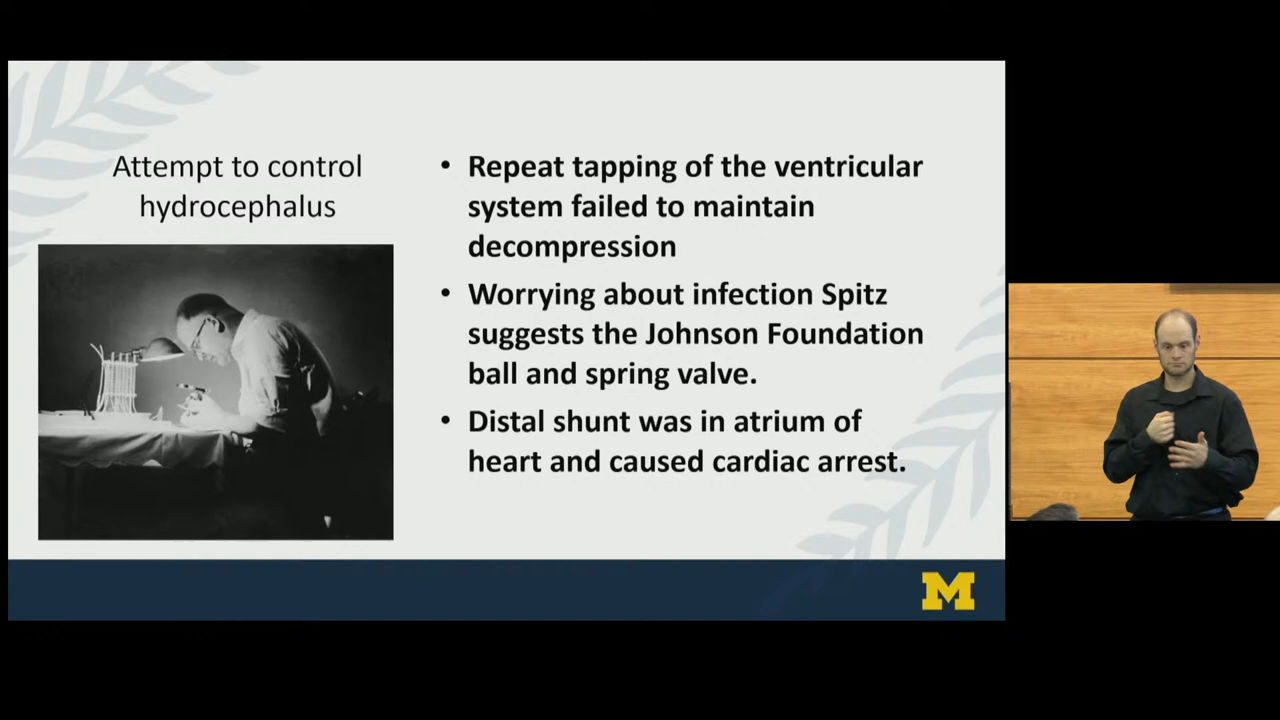 Attempt to control
hydrocephalus
• Repeat tapping of the ventricular
system failed to maintain
decompression
• Worrying about infection Spitz
suggests the Johnson Foundation
ball and spring valve.
• Distal shunt was in atrium of
heart and caused cardiac arrest.
M